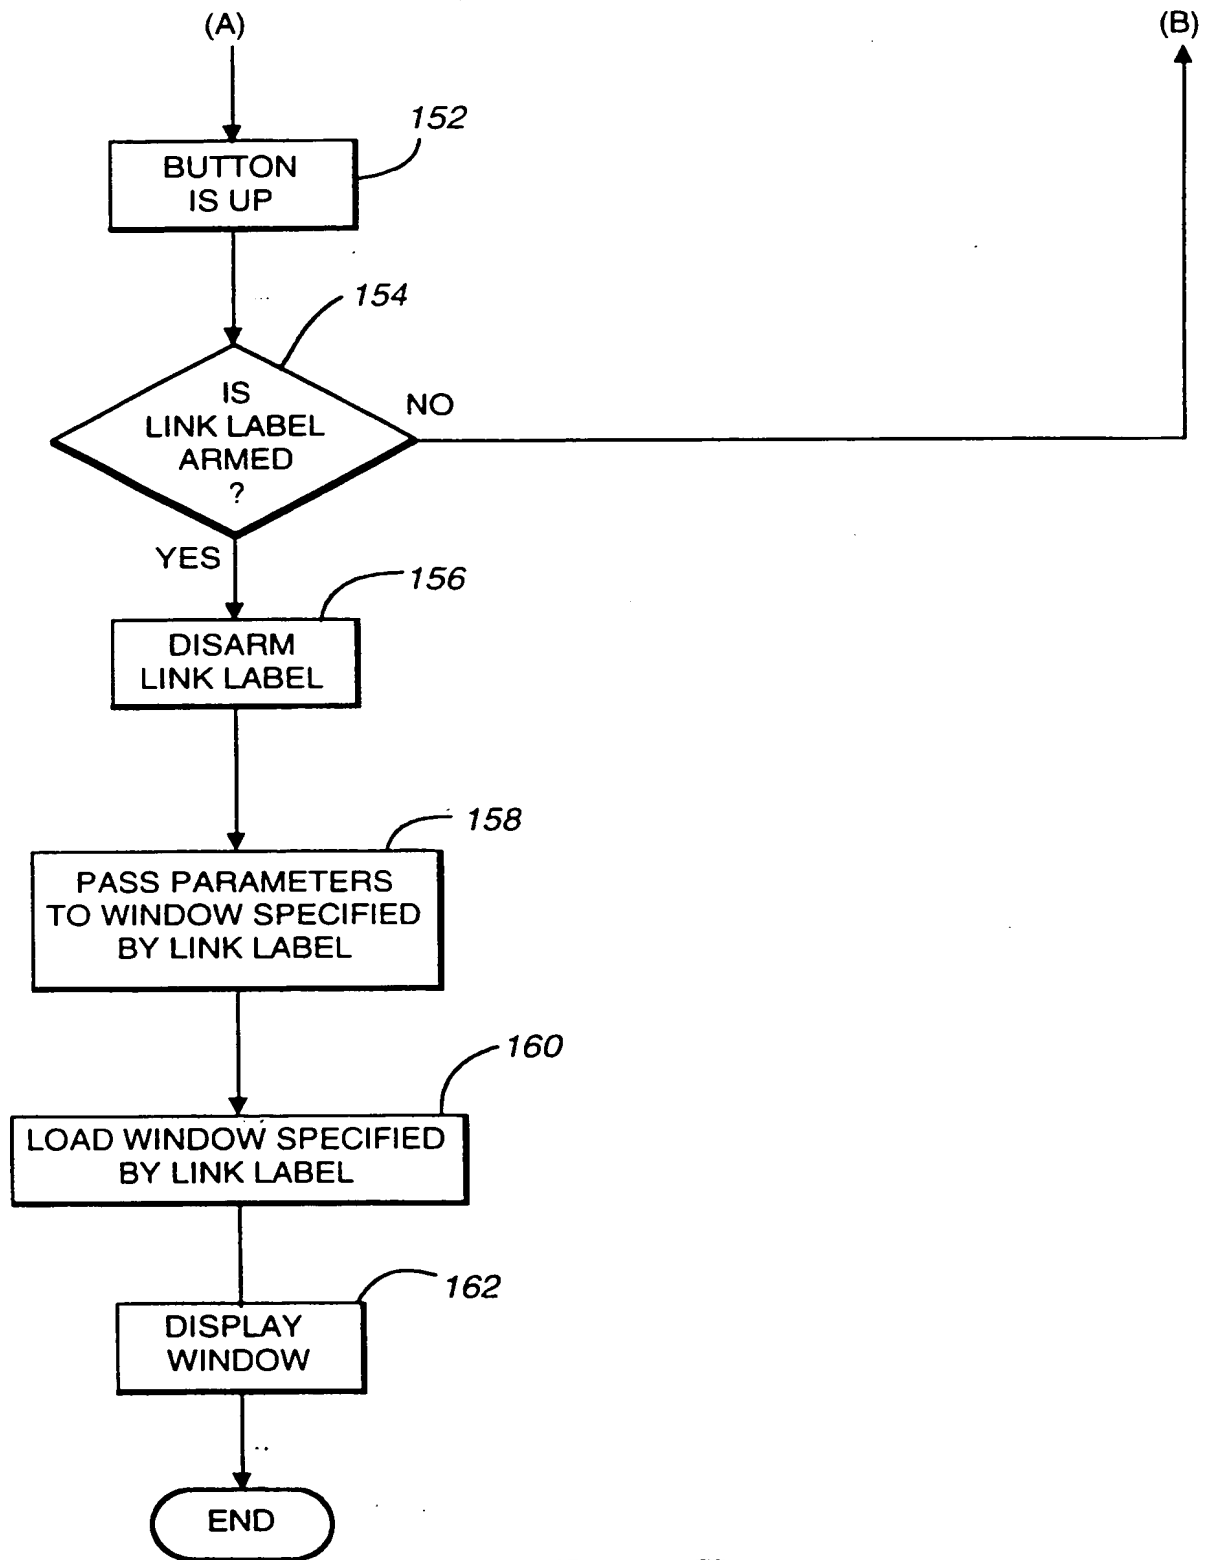 (A)
(B)
152
BUTTON
IS UP
154
IS
LINK LABEL
ARMED
?
NO
YES
156
DISARM
LINK LABEL
158
PASS PARAMETERS
TO WINDOW SPECIFIED
BY LINK LABEL
160
LOAD WINDOW SPECIFIED
BY LINK LABEL
162
DISPLAY
WINDOW
END